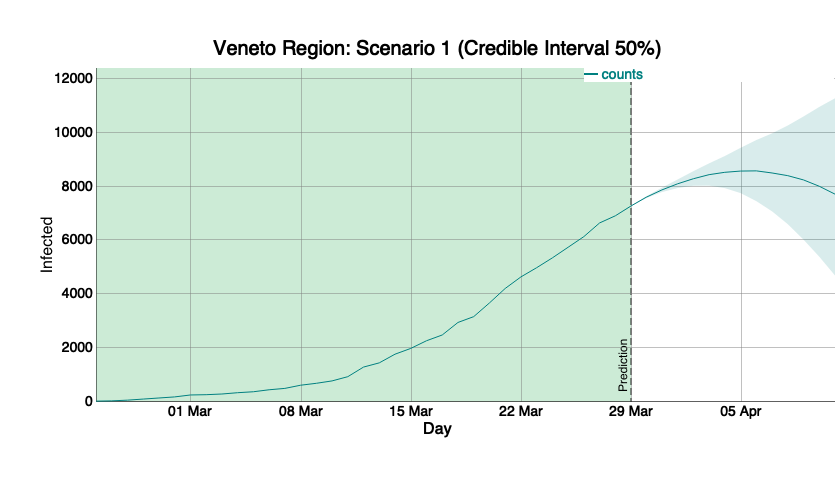 Veneto Region: Scenario 1 (Credible Interval 50%)
counts
12000
10000
8000
6000
4000
2000
0
Infected
Prediction
01 Mar
08 Mar
15 Mar
22 Mar
29 Mar
05 Apr
Day